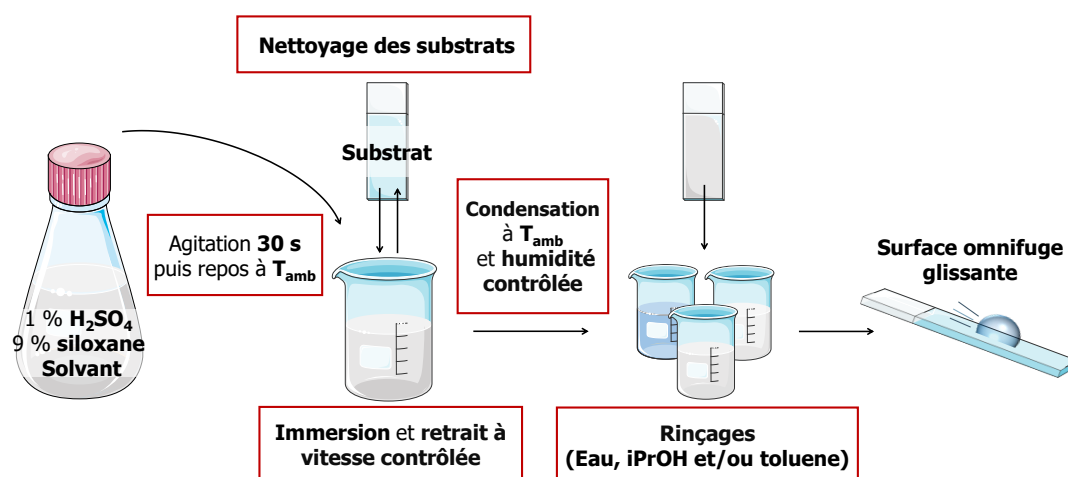 Nettoyage des substrats
Substrat
Agitation 30 s
puis repos à Tamb
1 % H₂SO₄
9 % siloxane
Solvant
Condensation
à Tamb
et humidité
contrôlée
Surface omnifuge
glissante
Immersion et retrait à
vitesse contrôlée
Rinçages
(Eau, iPrOH et/ou toluene)